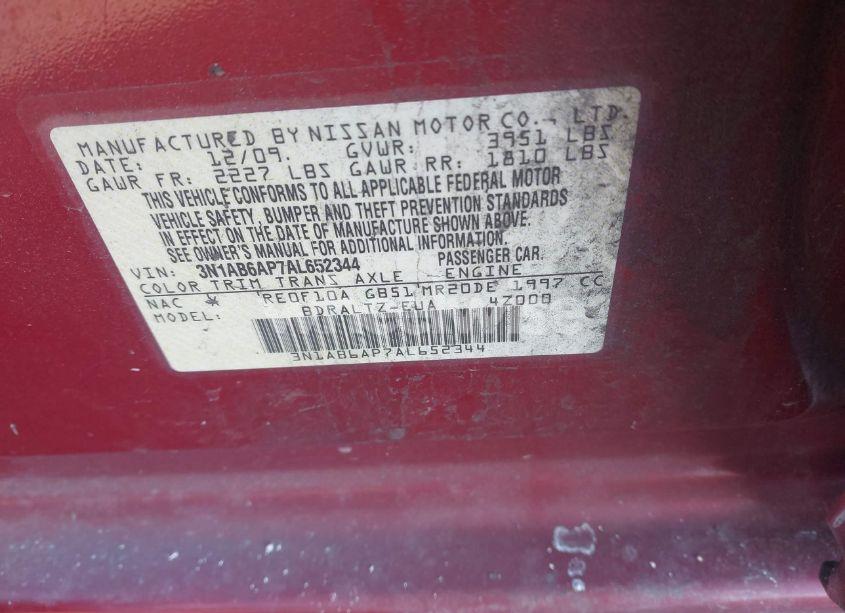 MANUFACTURED BY NISSAN MOTOR CO., LTD.
DATE: 12/09. GVWR: 3951 LBS
GAWR FR: 2227 LBS GAWR RR: 1810 LBS
THIS VEHICLE CONFORMS TO ALL APPLICABLE FEDERAL MOTOR
VEHICLE SAFETY, BUMPER AND THEFT PREVENTION STANDARDS
IN EFFECT ON THE DATE OF MANUFACTURE SHOWN ABOVE.
SEE OWNER'S MANUAL FOR ADDITIONAL INFORMATION.
VIN: 3N1AB6AP7AL652344 PASSENGER CAR.
COLOR TRIM TRANS AXLE ENGINE
NAC * RE0F10A GB51 MR20DE 1997 CC
MODEL: BDRALTZ-EUA 4Z000
3N1AB6AP7AL652344